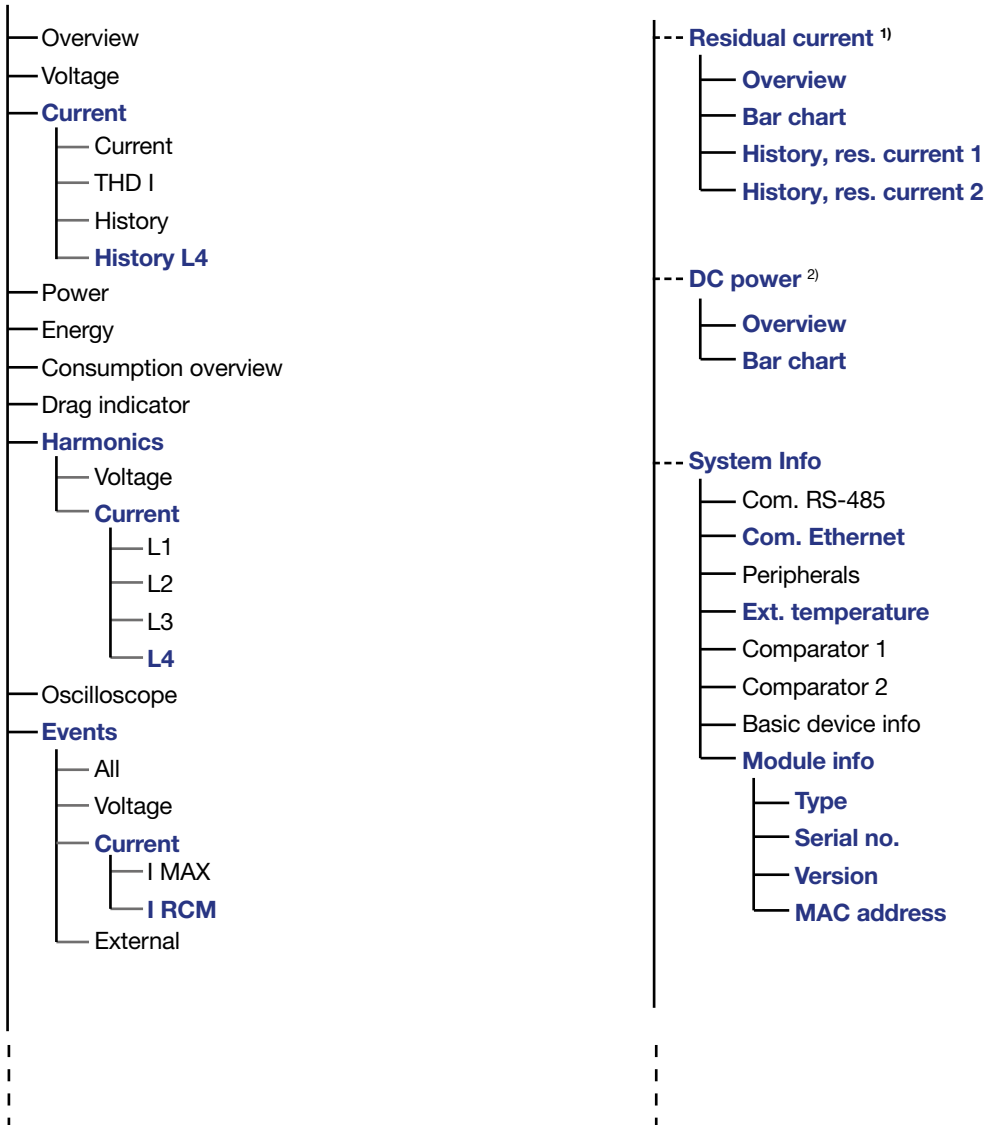 Overview
Voltage
Current
Current
THD I
History
History L4
Power
Energy
Consumption overview
Drag indicator
Harmonics
Voltage
Current
L1
L2
L3
L4
Oscilloscope
Events
All
Voltage
Current
I MAX
I RCM
External
Residual current 1)
Overview
Bar chart
History, res. current 1
History, res. current 2
DC power 2)
Overview
Bar chart
System Info
Com. RS-485
Com. Ethernet
Peripherals
Ext. temperature
Comparator 1
Comparator 2
Basic device info
Module info
Type
Serial no.
Version
MAC address